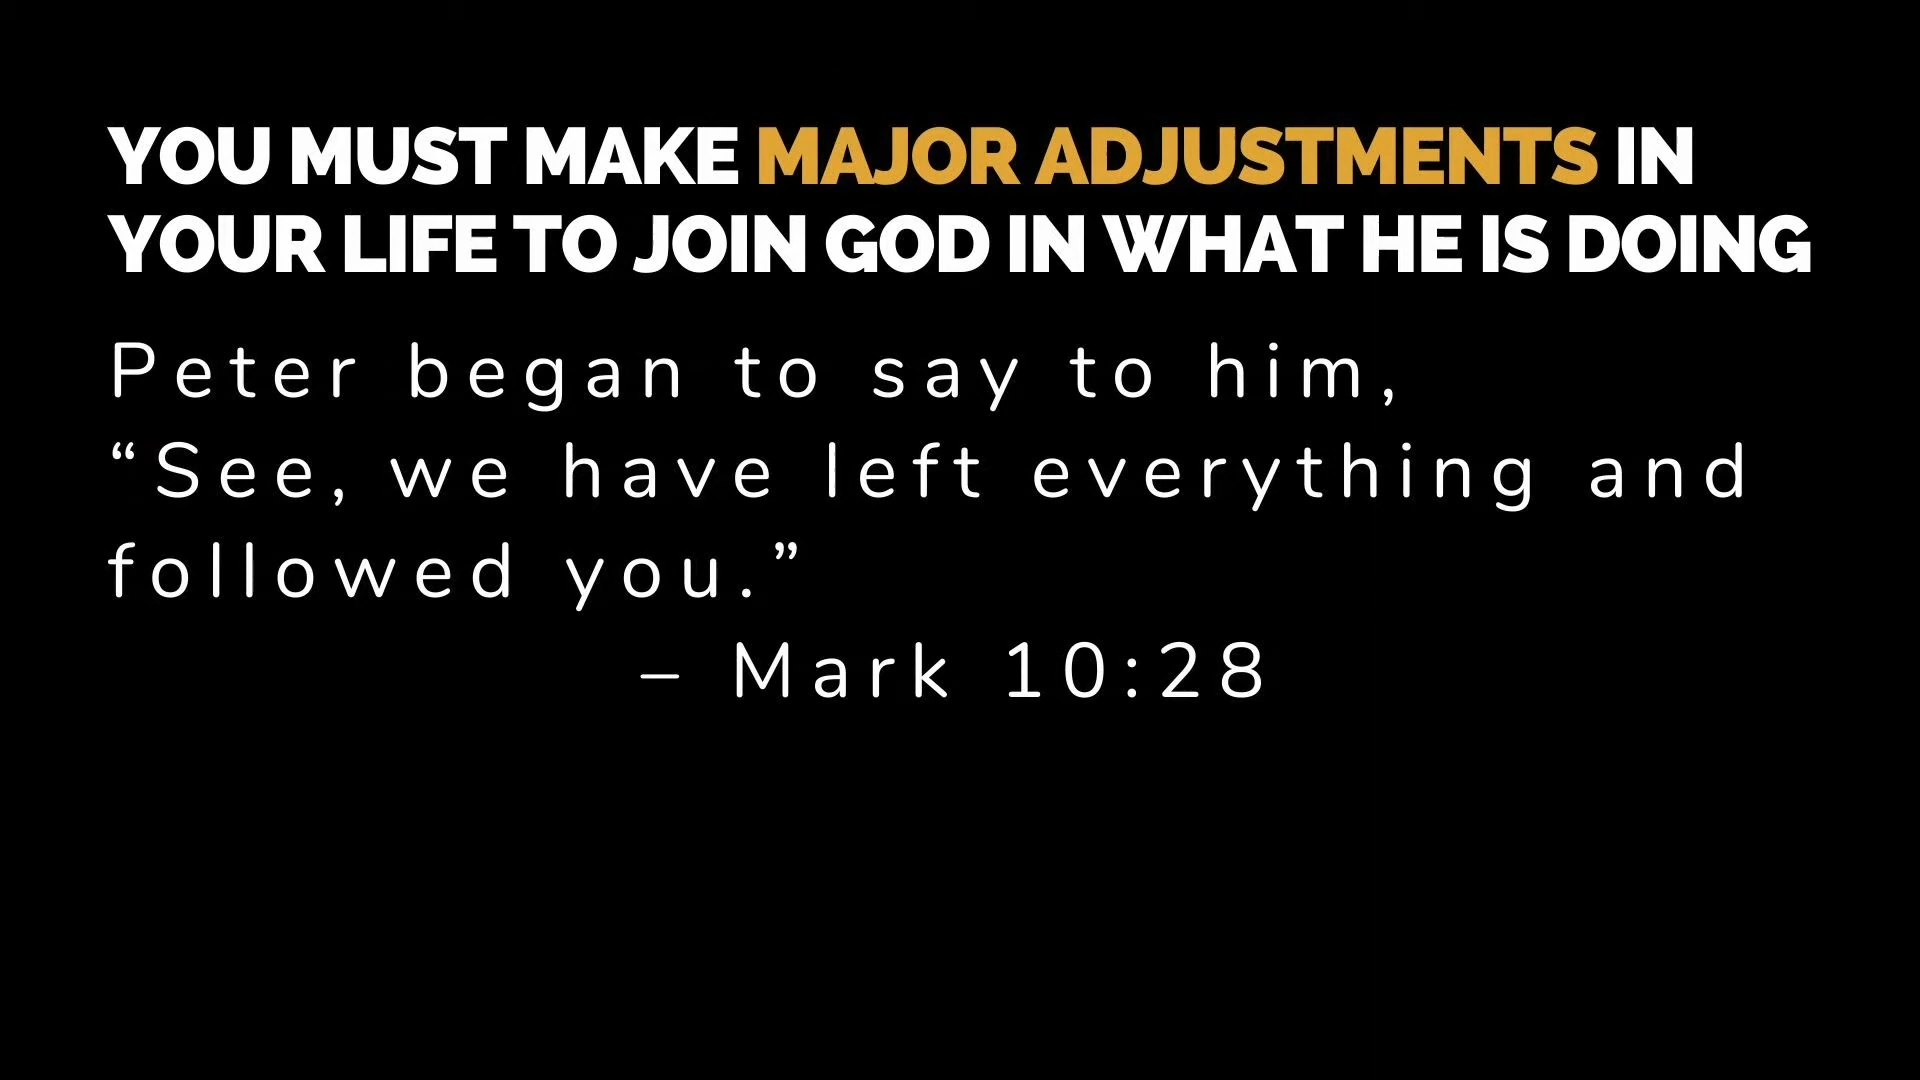 YOU MUST MAKE MAJOR ADJUSTMENTS IN
YOUR LIFE TO JOIN GOD IN WHAT HE IS DOING
Peter began to say to him,
“See, we have left everything and
followed you.”
– Mark 10:28